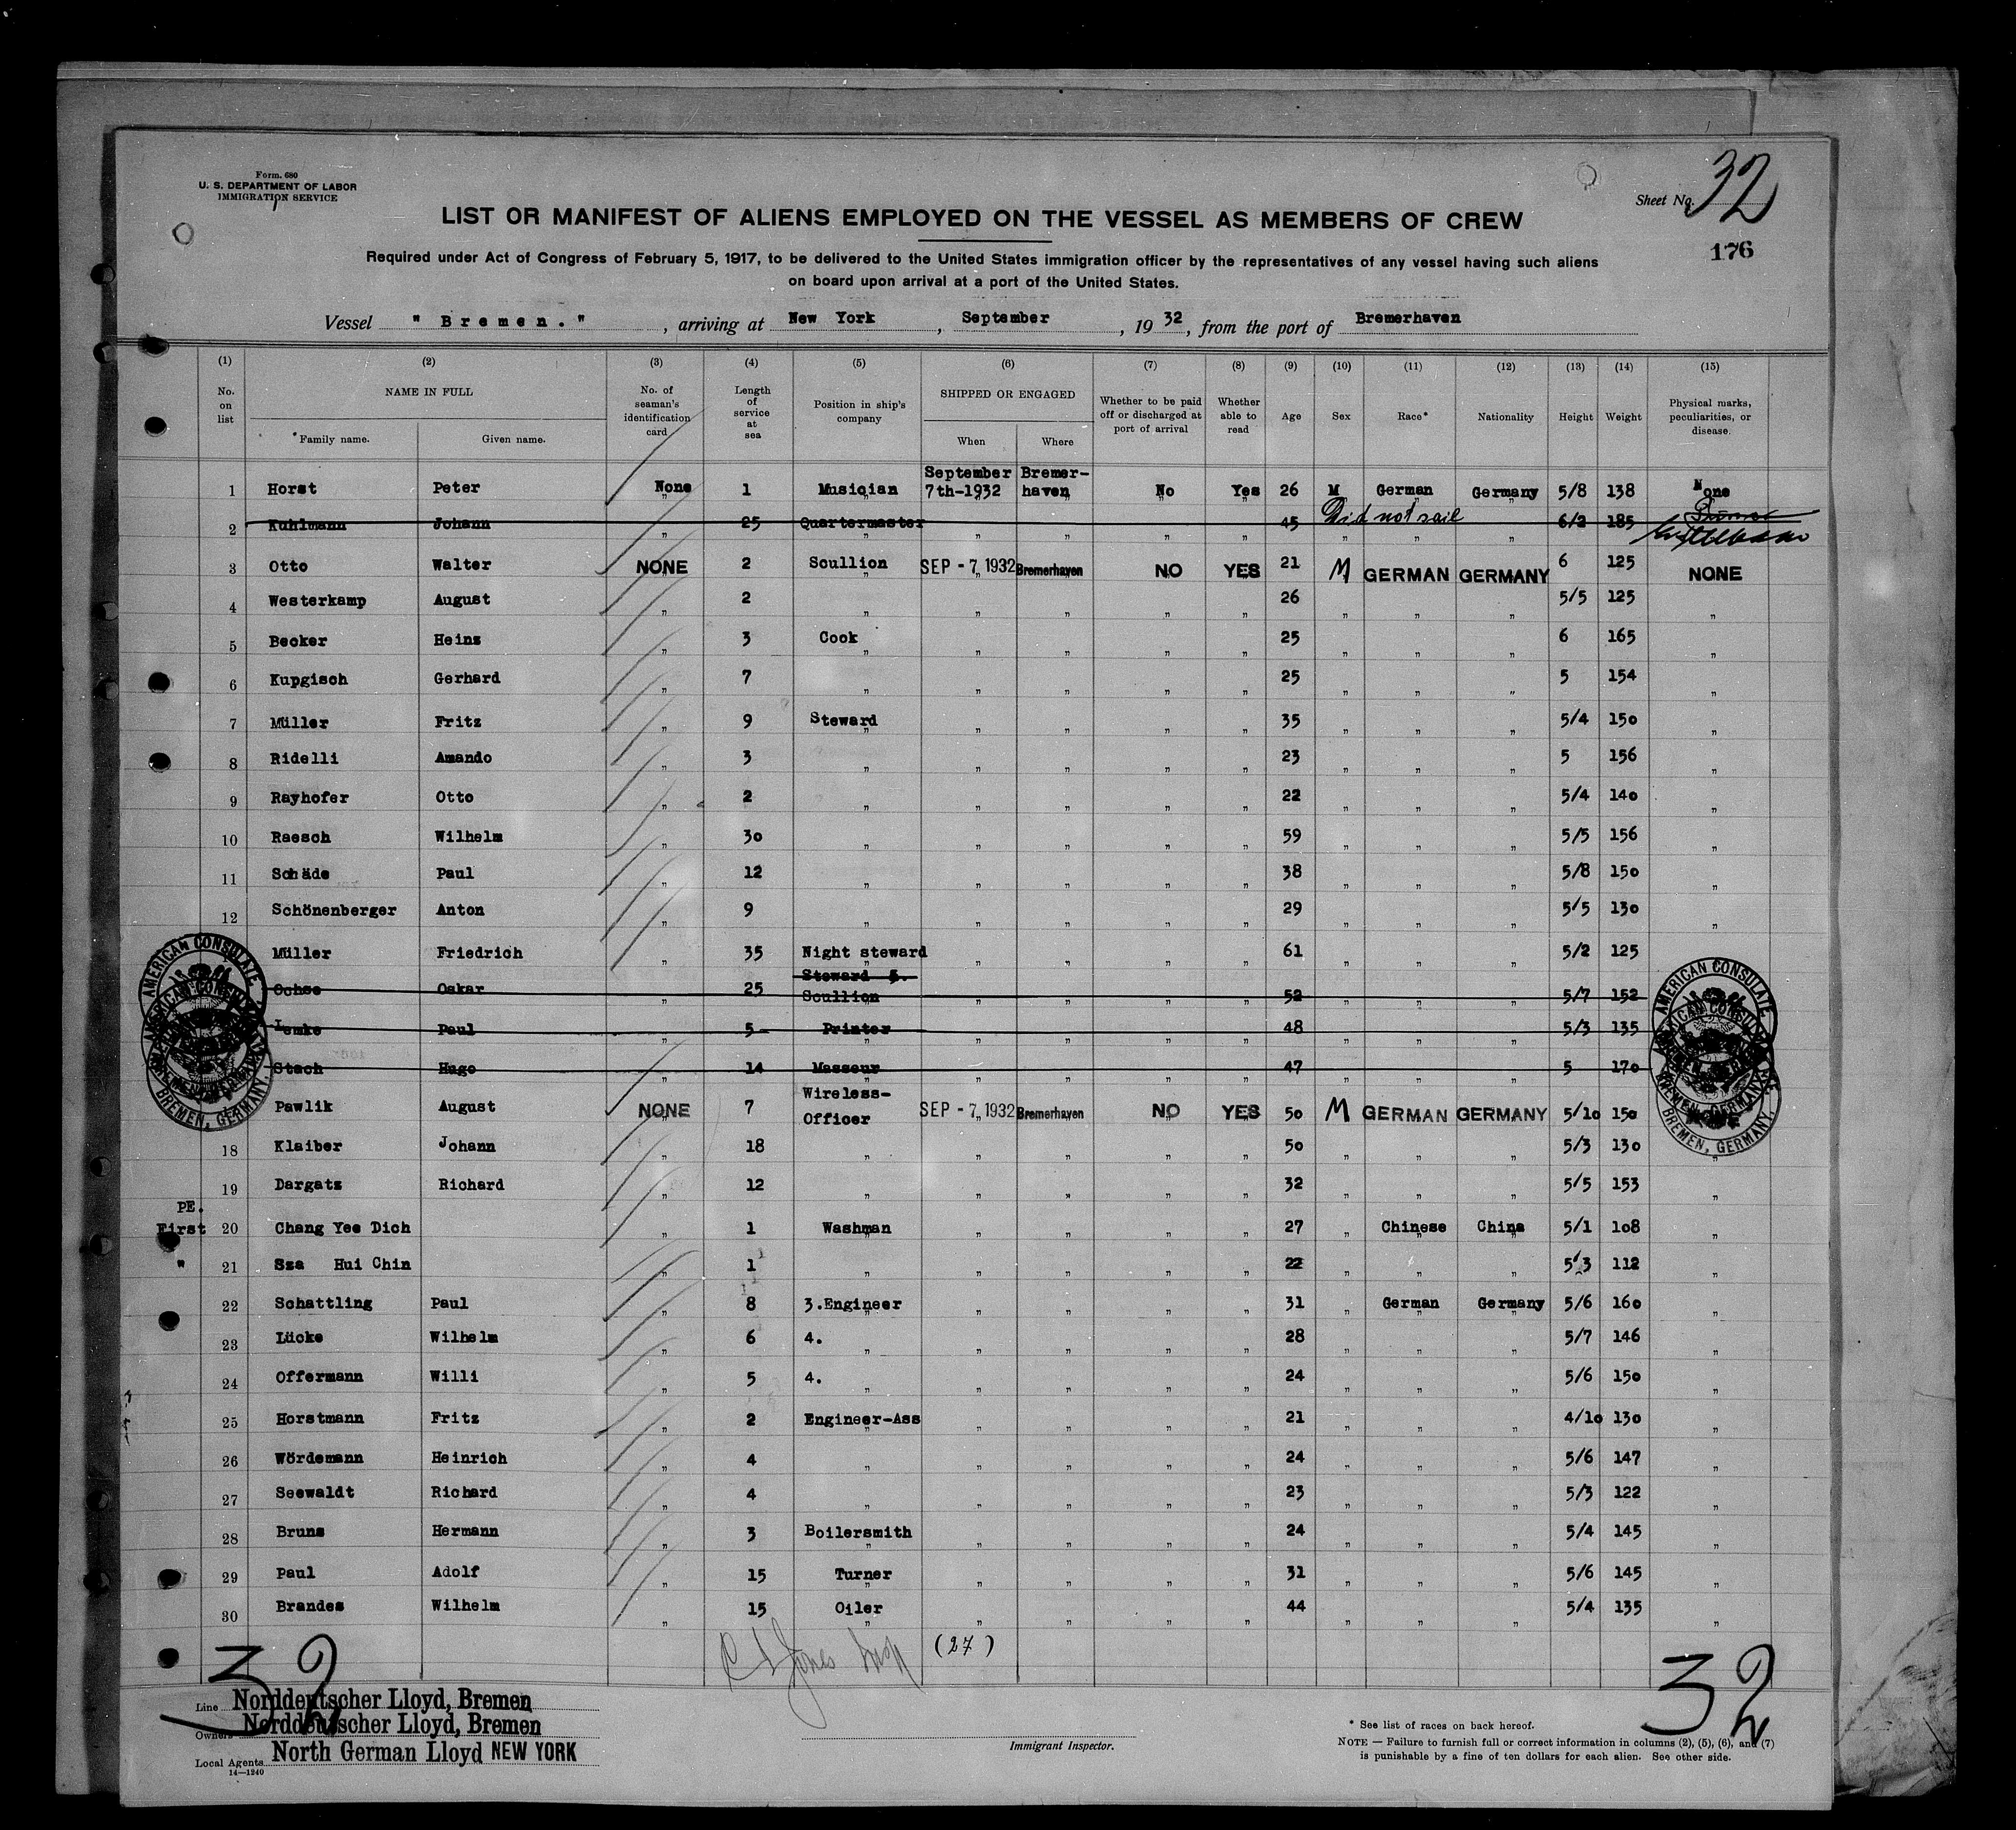 Form. 680
U. S. DEPARTMENT OF LABOR
IMMIGRATION SERVICE
Sheet No. 32
176
LIST OR MANIFEST OF ALIENS EMPLOYED ON THE VESSEL AS MEMBERS OF CREW
Required under Act of Congress of February 5, 1917, to be delivered to the United States immigration officer by the representatives of any vessel having such aliens
on board upon arrival at a port of the United States.
Vessel " Bremen. " , arriving at New York , September , 19 32 , from the port of Bremerhaven
(1) (2) (3) (4) (5) (6) (7) (8) (9) (10) (11) (12) (13) (14) (15)
No. on list NAME IN FULL Family name. Given name. No. of seaman's identification card Length of service at sea Position in ship's company SHIPPED OR ENGAGED When Where Whether to be paid off or discharged at port of arrival Whether able to read Age Sex Race* Nationality Height Weight Physical marks, peculiarities, or disease.
1 Horst Peter None 1 Musician September 7th-1932 Bremer-haven No Yes 26 M German Germany 5/8 138 None
2 Kuhlmann Johann " 25 Quartermaster " " " " 45 Did not sail " " " 6/2 185
3 Otto Walter NONE 2 Scullion SEP - 7 1932 Bremerhaven NO YES 21 M GERMAN GERMANY 6 125 NONE
4 Westerkamp August " 2 " " " " " 26 " " " 5/5 125 "
5 Becker Heinz " 3 Cook " " " " 25 " " " 6 165 "
6 Kupgisch Gerhard " 7 " " " " " 25 " " " 5 154 "
7 Müller Fritz " 9 Steward " " " " 35 " " " 5/4 150 "
8 Ridelli Amando " 3 " " " " " 23 " " " 5 156 "
9 Rayhofer Otto " 2 " " " " " 22 " " " 5/4 140 "
10 Raesch Wilhelm " 30 " " " " " 59 " " " 5/5 156 "
11 Schäde Paul " 12 " " " " " 38 " " " 5/8 150 "
12 Schönenberger Anton " 9 " " " " " 29 " " " 5/5 130 "
Müller Friedrich " 35 Night steward " " " " 61 " " " 5/2 125
Ochse Oskar " 25 Steward Scullion " " " " 52 " " " 5/7 152
Lemke Paul " 5 Printer " " " " 48 " " " 5/3 135
Stach Hugo " 14 Masseur " " " " 47 " " " 5 170
Pawlik August NONE 7 Wireless-Officer SEP - 7 1932 Bremerhaven NO YES 50 M GERMAN GERMANY 5/10 150
18 Klaiber Johann " 18 " " " " " 50 " " " 5/3 130 "
19 Dargatz Richard " 12 " " " " " 32 " " " 5/5 153 "
PE.
First 20 Chang Yee Dich " 1 Washman " " " " 27 " Chinese China 5/1 108 "
" 21 Sza Hui Chin " 1 " " " " " 22 " " " 5/3 112 "
22 Schattling Paul " 8 3.Engineer " " " " 31 " German Germany 5/6 160 "
23 Lücke Wilhelm " 6 4. " " " " " 28 " " " 5/7 146 "
24 Offermann Willi " 5 4. " " " " " 24 " " " 5/6 150 "
25 Horstmann Fritz " 2 Engineer-Ass " " " " 21 " " " 4/10 130 "
26 Wördemann Heinrich " 4 " " " " " 24 " " " 5/6 147 "
27 Seewaldt Richard " 4 " " " " " 23 " " " 5/3 122 "
28 Bruns Hermann " 3 Boilersmith " " " " 24 " " " 5/4 145 "
29 Paul Adolf " 15 Turner " " " " 31 " " " 5/6 145 "
30 Brandes Wilhelm " 15 Oiler " " " " 44 " " " 5/4 135 "
AMERICAN CONSULATE
BREMEN, GERMANY.
AMERICAN CONSULATE
BREMEN, GERMANY.
Jones (27)
32
32
Line Norddeutscher Lloyd, Bremen
Owners Norddeutscher Lloyd, Bremen
Local Agents North German Lloyd NEW YORK
14—1240
Immigrant Inspector.
* See list of races on back hereof.
NOTE — Failure to furnish full or correct information in columns (2), (5), (6), and (7)
is punishable by a fine of ten dollars for each alien. See other side.